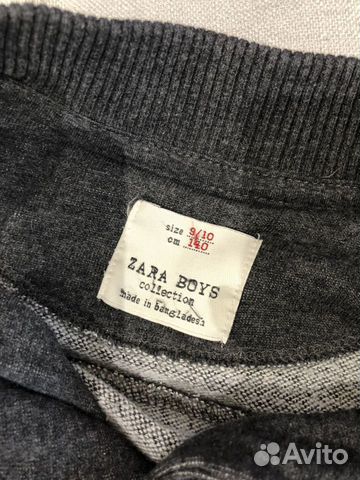 size 9/10
cm 140
ZARA BOYS
collection
made in bangladesh
Avito